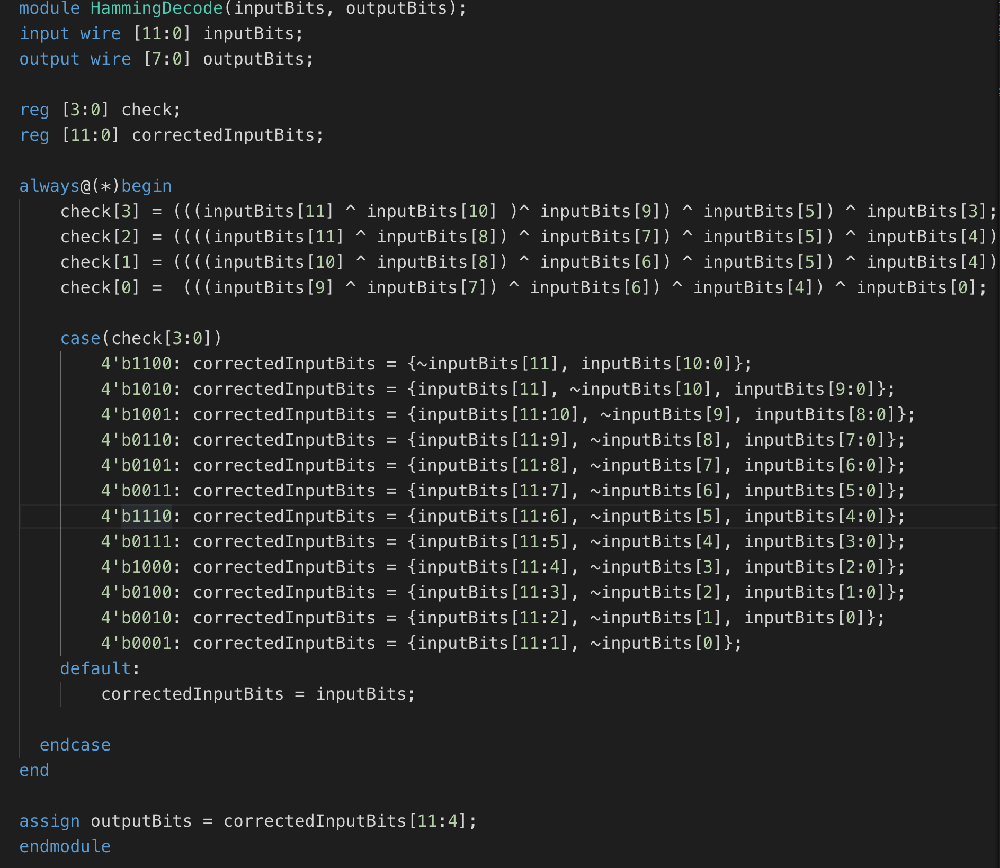 module HammingDecode(inputBits, outputBits);
input wire [11:0] inputBits;
output wire [7:0] outputBits;
reg [3:0] check;
reg [11:0] correctedInputBits;
always@(*)begin
check[3] = (((inputBits[11] ^ inputBits[10] )^ inputBits[9]) ^ inputBits[5]) ^ inputBits[3];
check[2] = ((((inputBits[11] ^ inputBits[8]) ^ inputBits[7]) ^ inputBits[5]) ^ inputBits[4])
check[1] = ((((inputBits[10] ^ inputBits[8]) ^ inputBits[6]) ^ inputBits[5]) ^ inputBits[4])
check[0] =  (((inputBits[9] ^ inputBits[7]) ^ inputBits[6]) ^ inputBits[4]) ^ inputBits[0];
case(check[3:0])
4'b1100: correctedInputBits = {~inputBits[11], inputBits[10:0]};
4'b1010: correctedInputBits = {inputBits[11], ~inputBits[10], inputBits[9:0]};
4'b1001: correctedInputBits = {inputBits[11:10], ~inputBits[9], inputBits[8:0]};
4'b0110: correctedInputBits = {inputBits[11:9], ~inputBits[8], inputBits[7:0]};
4'b0101: correctedInputBits = {inputBits[11:8], ~inputBits[7], inputBits[6:0]};
4'b0011: correctedInputBits = {inputBits[11:7], ~inputBits[6], inputBits[5:0]};
4'b1110: correctedInputBits = {inputBits[11:6], ~inputBits[5], inputBits[4:0]};
4'b0111: correctedInputBits = {inputBits[11:5], ~inputBits[4], inputBits[3:0]};
4'b1000: correctedInputBits = {inputBits[11:4], ~inputBits[3], inputBits[2:0]};
4'b0100: correctedInputBits = {inputBits[11:3], ~inputBits[2], inputBits[1:0]};
4'b0010: correctedInputBits = {inputBits[11:2], ~inputBits[1], inputBits[0]};
4'b0001: correctedInputBits = {inputBits[11:1], ~inputBits[0]};
default:
correctedInputBits = inputBits;
endcase
end
assign outputBits = correctedInputBits[11:4];
endmodule